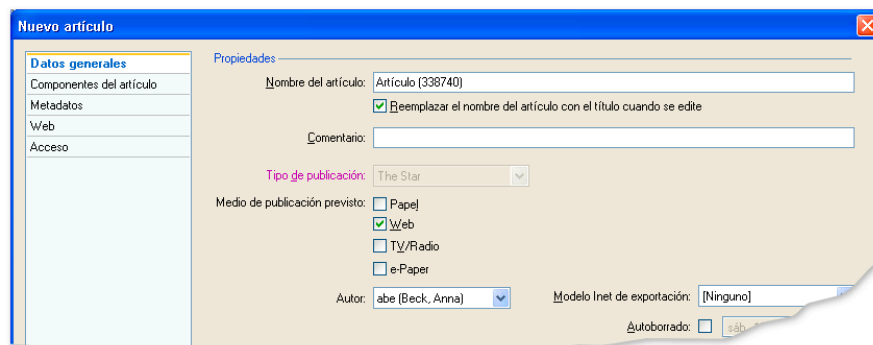 Nuevo artículo
Datos generales
Componentes del artículo
Metadatos
Web
Acceso
Propiedades
Nombre del artículo: Artículo (338740)
Reemplazar el nombre del artículo con el título cuando se edite
Comentario:
Tipo de publicación: The Star
Medio de publicación previsto: Papel
Web
TV/Radio
e-Paper
Autor: abe (Beck, Anna) Modelo Inet de exportación: [Ninguno]
Autoborrado: sáb